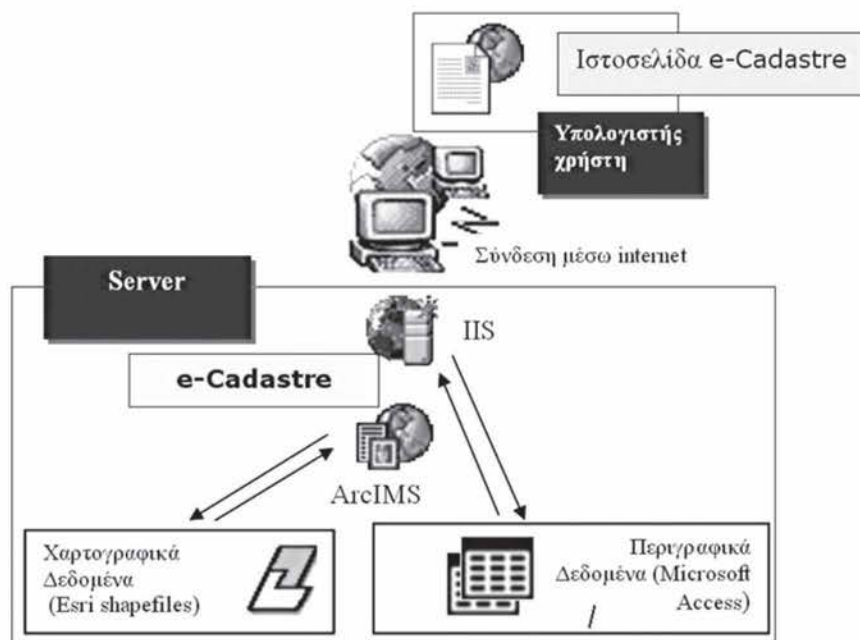 Ιστοσελίδα e-Cadastre
Υπολογιστής
χρήστη
Σύνδεση μέσω internet
Server
IIS
e-Cadastre
ArcIMS
Χαρτογραφικά
Δεδομένα
(Esri shapefiles)
Περιγραφικά
Δεδομένα (Microsoft
Access)
/